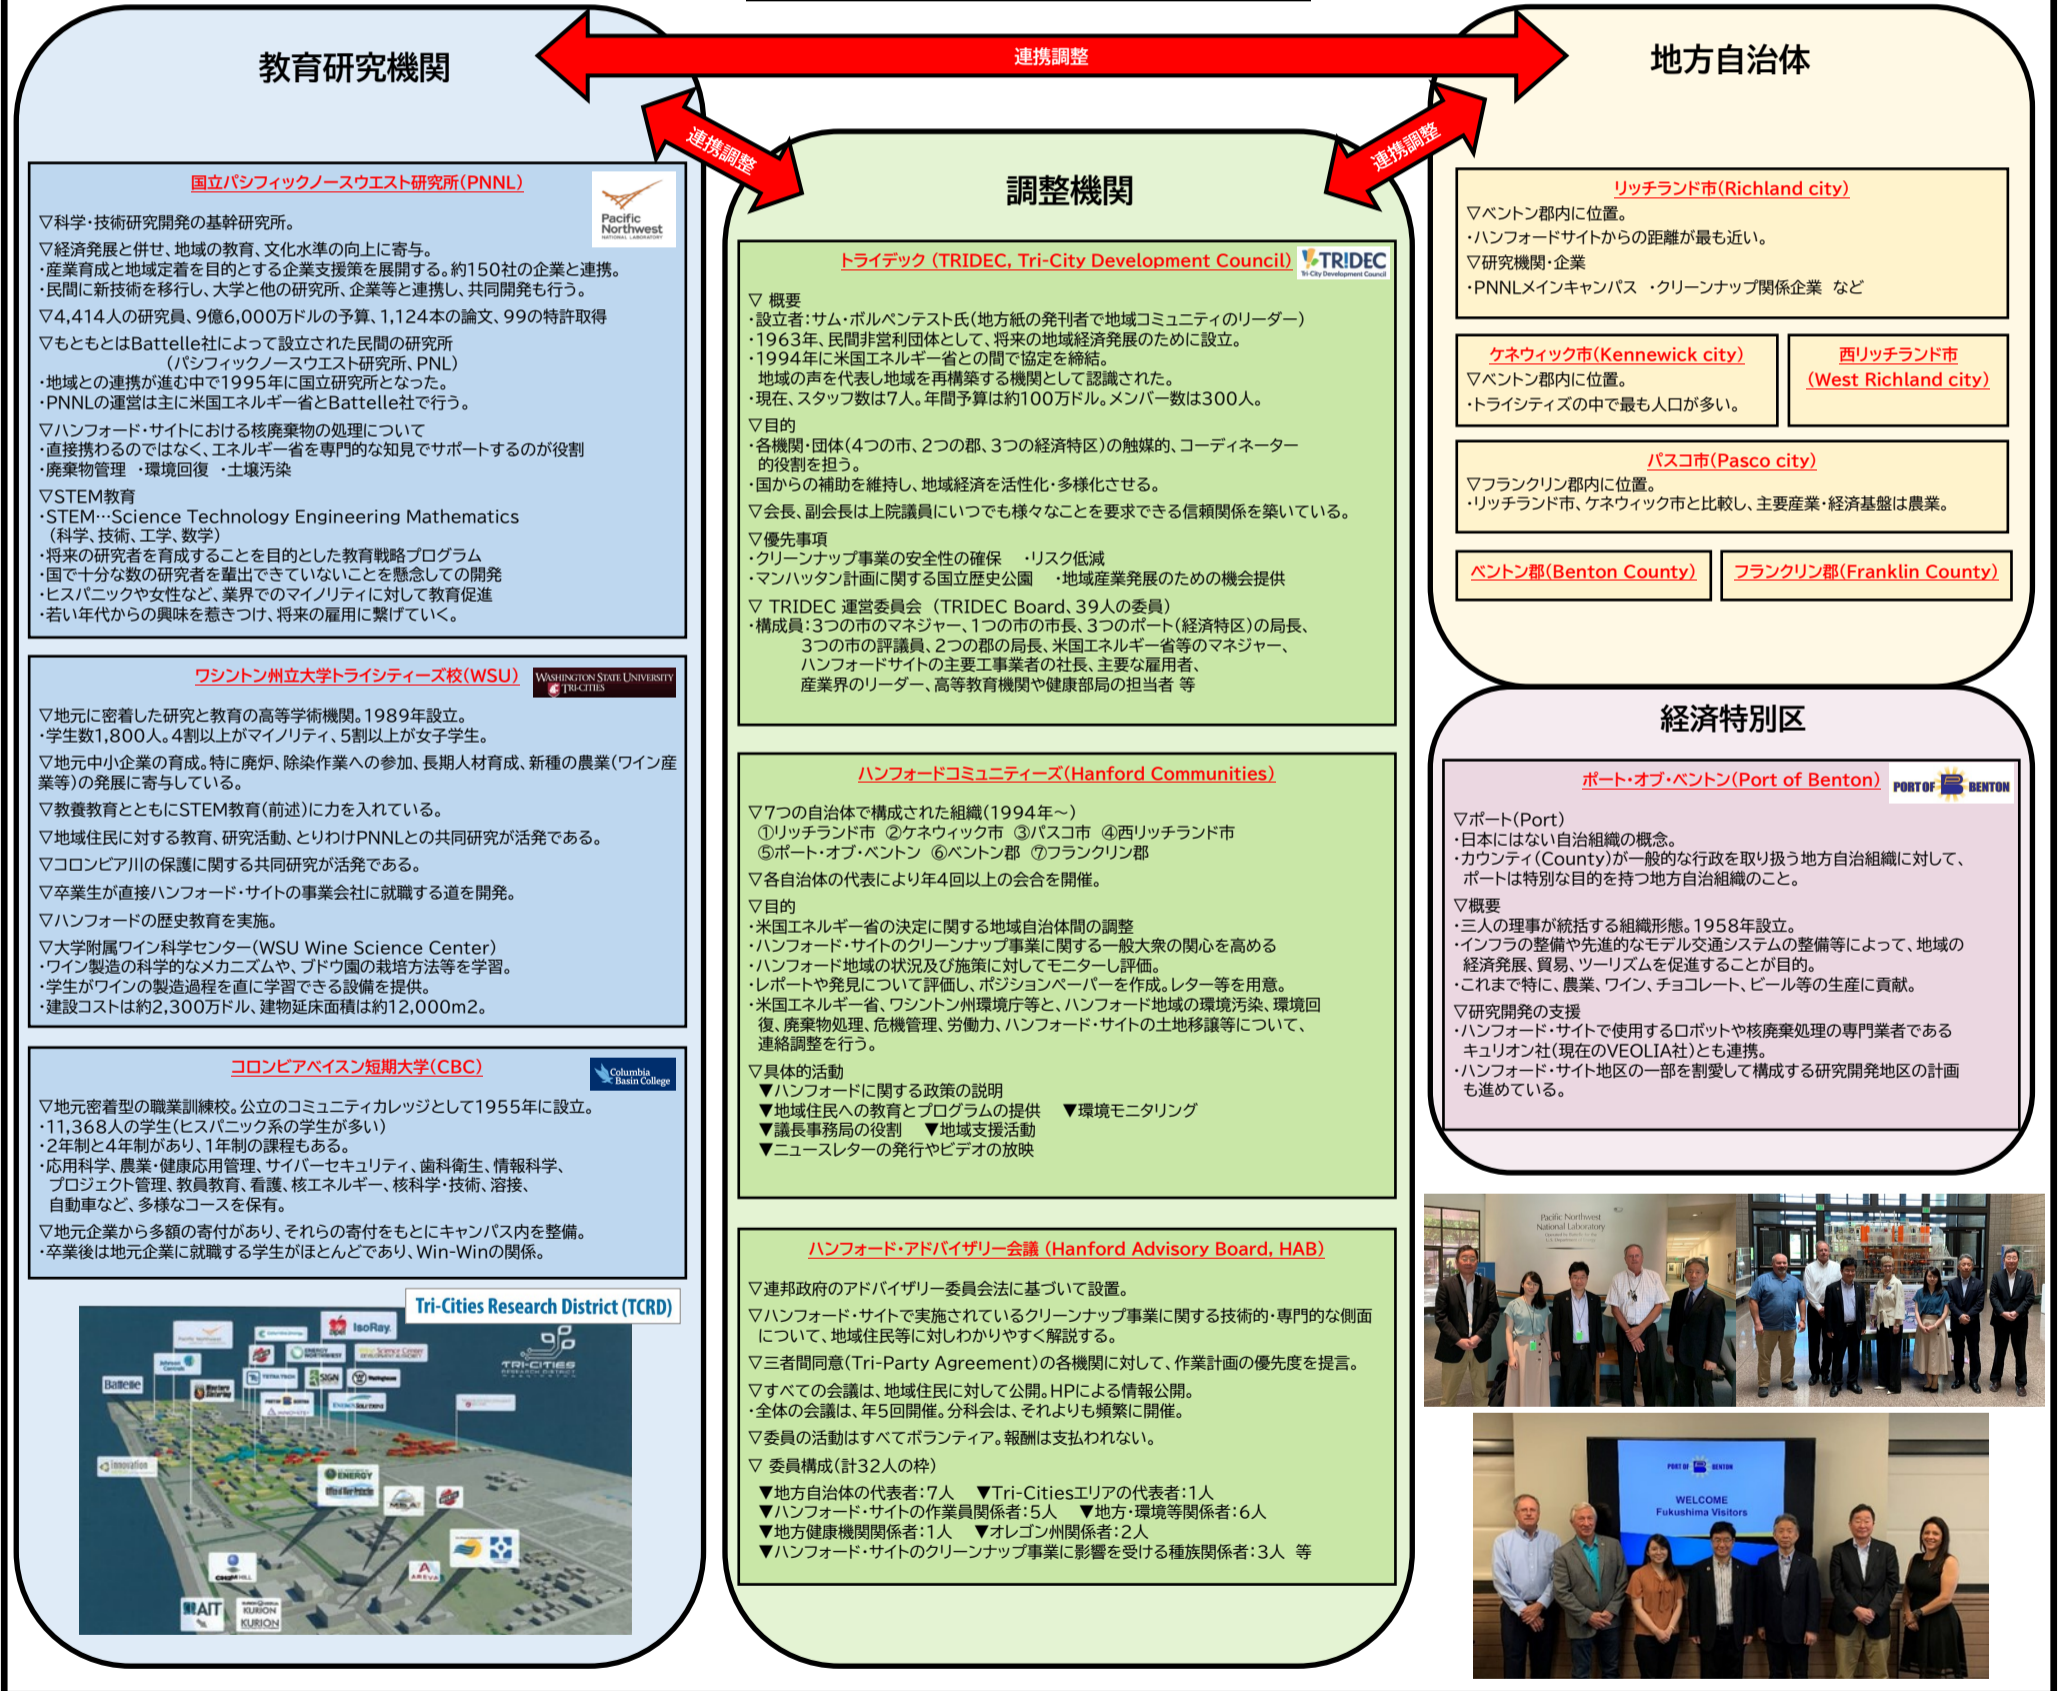 教育研究機関
連携調整
地方自治体
連携調整
連携調整
国立パシフィックノースウエスト研究所(PNNL)
Pacific
Northwest
NATIONAL LABORATORY
▽科学・技術研究開発の基幹研究所。
▽経済発展と併せ、地域の教育、文化水準の向上に寄与。
・産業育成と地域定着を目的とする企業支援策を展開する。約150社の企業と連携。
・民間に新技術を移行し、大学と他の研究所、企業等と連携し、共同開発も行う。
▽4,414人の研究員、9億6,000万ドルの予算、1,124本の論文、99の特許取得
▽もともとはBattelle社によって設立された民間の研究所
(パシフィックノースウエスト研究所、PNL)
・地域との連携が進む中で1995年に国立研究所となった。
・PNNLの運営は主に米国エネルギー省とBattelle社で行う。
▽ハンフォード・サイトにおける核廃棄物の処理について
・直接携わるのではなく、エネルギー省を専門的な知見でサポートするのが役割
・廃棄物管理 ・環境回復 ・土壌汚染
▽STEM教育
・STEM…Science Technology Engineering Mathematics
(科学、技術、工学、数学)
・将来の研究者を育成することを目的とした教育戦略プログラム
・国で十分な数の研究者を輩出できていないことを懸念しての開発
・ヒスパニックや女性など、業界でのマイノリティに対して教育促進
・若い年代からの興味を惹きつけ、将来の雇用に繋げていく。
ワシントン州立大学トライシティーズ校(WSU)
WASHINGTON STATE UNIVERSITY
TRI-CITIES
▽地元に密着した研究と教育の高等学術機関。1989年設立。
・学生数1,800人。4割以上がマイノリティ、5割以上が女子学生。
▽地元中小企業の育成。特に廃炉、除染作業への参加、長期人材育成、新種の農業(ワイン産
業等)の発展に寄与している。
▽教養教育とともにSTEM教育(前述)に力を入れている。
▽地域住民に対する教育、研究活動、とりわけPNNLとの共同研究が活発である。
▽コロンビア川の保護に関する共同研究が活発である。
▽卒業生が直接ハンフォード・サイトの事業会社に就職する道を開発。
▽ハンフォードの歴史教育を実施。
▽大学附属ワイン科学センター(WSU Wine Science Center)
・ワイン製造の科学的なメカニズムや、ブドウ園の栽培方法等を学習。
・学生がワインの製造過程を直に学習できる設備を提供。
・建設コストは約2,300万ドル、建物延床面積は約12,000m2。
コロンビアベイスン短期大学(CBC)
Columbia
Basin College
▽地元密着型の職業訓練校。公立のコミュニティカレッジとして1955年に設立。
・11,368人の学生(ヒスパニック系の学生が多い)
・2年制と4年制があり、1年制の課程もある。
・応用科学、農業・健康応用管理、サイバーセキュリティ、歯科衛生、情報科学、
プロジェクト管理、教員教育、看護、核エネルギー、核科学・技術、溶接、
自動車など、多様なコースを保有。
▽地元企業から多額の寄付があり、それらの寄付をもとにキャンパス内を整備。
・卒業後は地元企業に就職する学生がほとんどであり、Win-Winの関係。
Tri-Cities Research District (TCRD)
IsoRay.
TRI-CITIES
Battelle
Innovation
ENERGY
AREVA
CH2MHILL
AIT
KURION
KURION
調整機関
トライデック (TRIDEC, Tri-City Development Council)
TRIDEC
Tri-City Development Council
▽ 概要
・設立者：サム・ボルペンテスト氏(地方紙の発刊者で地域コミュニティのリーダー)
・1963年、民間非営利団体として、将来の地域経済発展のために設立。
・1994年に米国エネルギー省との間で協定を締結。
地域の声を代表し地域を再構築する機関として認識された。
・現在、スタッフ数は7人。年間予算は約100万ドル。メンバー数は300人。
▽目的
・各機関・団体(4つの市、2つの郡、3つの経済特区)の触媒的、コーディネーター
的役割を担う。
・国からの補助を維持し、地域経済を活性化・多様化させる。
▽会長、副会長は上院議員にいつでも様々なことを要求できる信頼関係を築いている。
▽優先事項
・クリーンナップ事業の安全性の確保 ・リスク低減
・マンハッタン計画に関する国立歴史公園 ・地域産業発展のための機会提供
▽ TRIDEC 運営委員会 (TRIDEC Board、39人の委員)
・構成員：3つの市のマネジャー、1つの市の市長、3つのポート(経済特区)の局長、
3つの市の評議員、2つの郡の局長、米国エネルギー省等のマネジャー、
ハンフォードサイトの主要工事業者の社長、主要な雇用者、
産業界のリーダー、高等教育機関や健康部局の担当者 等
ハンフォードコミュニティーズ(Hanford Communities)
▽7つの自治体で構成された組織(1994年～)
①リッチランド市 ②ケネウィック市 ③パスコ市 ④西リッチランド市
⑤ポート・オブ・ベントン ⑥ベントン郡 ⑦フランクリン郡
▽各自治体の代表により年4回以上の会合を開催。
▽目的
・米国エネルギー省の決定に関する地域自治体間の調整
・ハンフォード・サイトのクリーンナップ事業に関する一般大衆の関心を高める
・ハンフォード地域の状況及び施策に対してモニターし評価。
・レポートや発見について評価し、ポジションペーパーを作成。レター等を用意。
・米国エネルギー省、ワシントン州環境庁等と、ハンフォード地域の環境汚染、環境回
復、廃棄物処理、危機管理、労働力、ハンフォード・サイトの土地移譲等について、
連絡調整を行う。
▽具体的活動
▼ハンフォードに関する政策の説明
▼地域住民への教育とプログラムの提供 ▼環境モニタリング
▼議長事務局の役割 ▼地域支援活動
▼ニュースレターの発行やビデオの放映
ハンフォード・アドバイザリー会議 (Hanford Advisory Board, HAB)
▽連邦政府のアドバイザリー委員会法に基づいて設置。
▽ハンフォード・サイトで実施されているクリーンナップ事業に関する技術的・専門的な側面
について、地域住民等に対しわかりやすく解説する。
▽三者間同意(Tri-Party Agreement)の各機関に対して、作業計画の優先度を提言。
▽すべての会議は、地域住民に対して公開。HPによる情報公開。
・全体の会議は、年5回開催。分科会は、それよりも頻繁に開催。
▽委員の活動はすべてボランティア。報酬は支払われない。
▽ 委員構成(計32人の枠)
▼地方自治体の代表者：7人 ▼Tri-Citiesエリアの代表者：1人
▼ハンフォード・サイトの作業員関係者：5人 ▼地方・環境等関係者：6人
▼地方健康機関関係者：1人 ▼オレゴン州関係者：2人
▼ハンフォード・サイトのクリーンナップ事業に影響を受ける種族関係者：3人 等
リッチランド市(Richland city)
▽ベントン郡内に位置。
・ハンフォードサイトからの距離が最も近い。
▽研究機関・企業
・PNNLメインキャンパス ・クリーンナップ関係企業 など
ケネウィック市(Kennewick city)
▽ベントン郡内に位置。
・トライシティズの中で最も人口が多い。
西リッチランド市
(West Richland city)
パスコ市(Pasco city)
▽フランクリン郡内に位置。
・リッチランド市、ケネウィック市と比較し、主要産業・経済基盤は農業。
ベントン郡(Benton County)
フランクリン郡(Franklin County)
経済特別区
ポート・オブ・ベントン(Port of Benton)
PORT OF BENTON
▽ポート(Port)
・日本にはない自治組織の概念。
・カウンティ(County)が一般的な行政を取り扱う地方自治組織に対して、
ポートは特別な目的を持つ地方自治組織のこと。
▽概要
・三人の理事が統括する組織形態。1958年設立。
・インフラの整備や先進的なモデル交通システムの整備等によって、地域の
経済発展、貿易、ツーリズムを促進することが目的。
・これまで特に、農業、ワイン、チョコレート、ビール等の生産に貢献。
▽研究開発の支援
・ハンフォード・サイトで使用するロボットや核廃棄処理の専門業者である
キュリオン社(現在のVEOLIA社)とも連携。
・ハンフォード・サイト地区の一部を割愛して構成する研究開発地区の計画
も進めている。
Pacific Northwest
National Laboratory
PORT OF BENTON
WELCOME
Fukushima Visitors